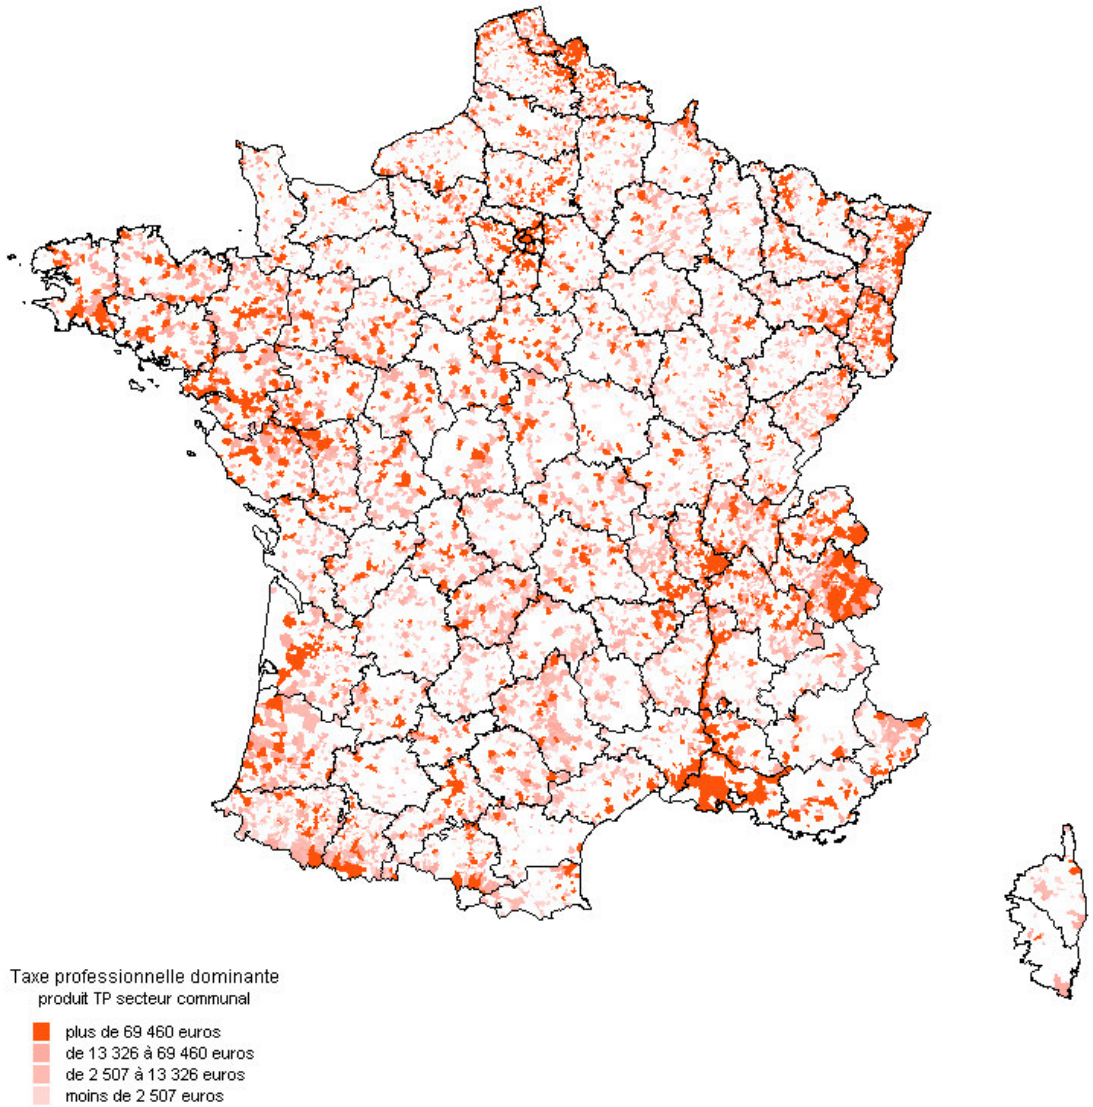 Taxe professionnelle dominante
produit TP secteur communal
plus de 69 460 euros
de 13 326 à 69 460 euros
de 2 507 à 13 326 euros
moins de 2 507 euros